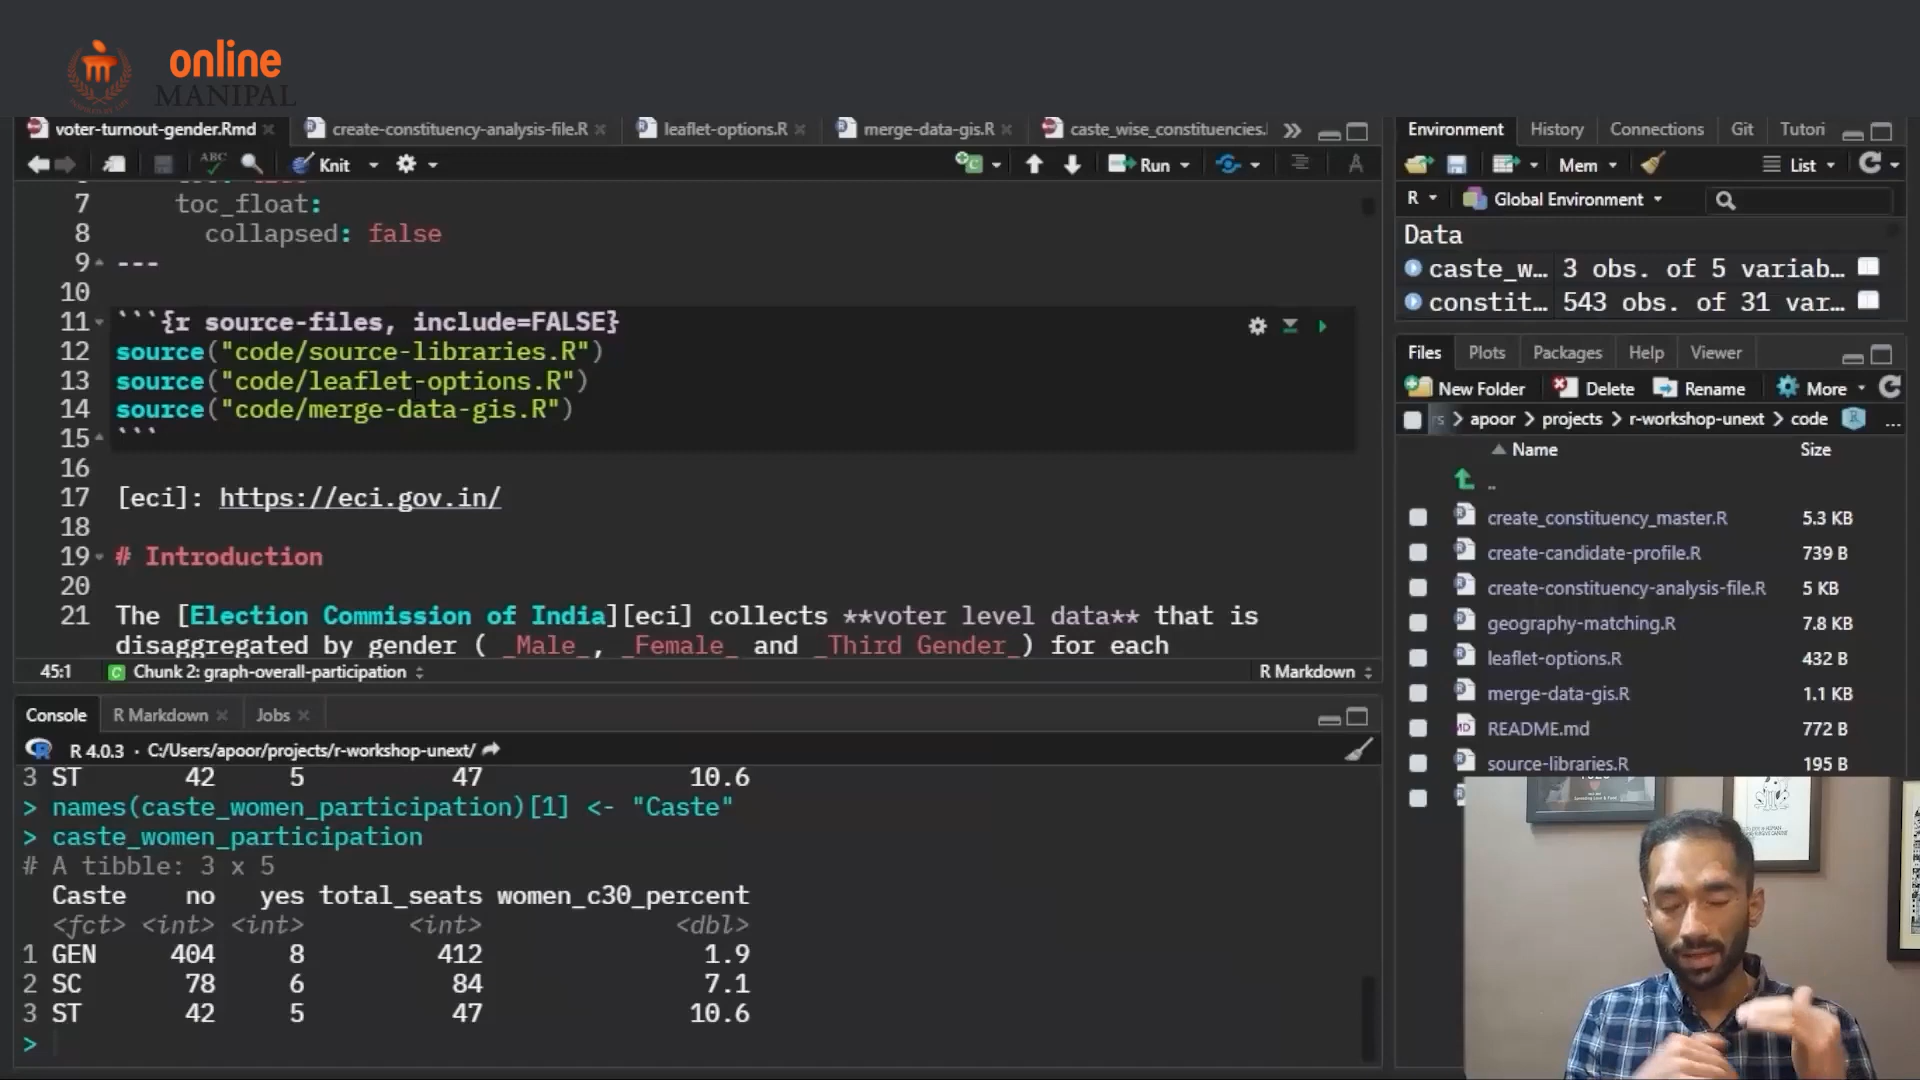 online
MANIPAL
voter-turnout-gender.Rmd
create-constituency-analysis-file.R
leaflet-options.R
merge-data-gis.R
caste_wise_constituencies.
ABC
Knit
Run
7 toc_float:
8 collapsed: false
9 ---
10
11 ```{r source-files, include=FALSE}
12 source("code/source-libraries.R")
13 source("code/leaflet-options.R")
14 source("code/merge-data-gis.R")
15 ```
16
17 [eci]: https://eci.gov.in/
18
19 # Introduction
20
21 The [Election Commission of India][eci] collects **voter level data** that is
disaggregated by gender ( _Male_, _Female_ and _Third Gender_) for each
45:1 Chunk 2: graph-overall-participation R Markdown
Console R Markdown Jobs
R 4.0.3 · C:/Users/apoor/projects/r-workshop-unext/
3 ST 42 5 47 10.6
> names(caste_women_participation)[1] <- "Caste"
> caste_women_participation
# A tibble: 3 x 5
Caste no yes total_seats women_c30_percent
<fct> <int> <int> <int> <dbl>
1 GEN 404 8 412 1.9
2 SC 78 6 84 7.1
3 ST 42 5 47 10.6
>
Environment History Connections Git Tutori
Mem List
R Global Environment
Data
caste_w… 3 obs. of 5 variab…
constit… 543 obs. of 31 var…
Files Plots Packages Help Viewer
New Folder Delete Rename More
rs > apoor > projects > r-workshop-unext > code ...
Name Size
..
create_constituency_master.R 5.3 KB
create-candidate-profile.R 739 B
create-constituency-analysis-file.R 5 KB
geography-matching.R 7.8 KB
leaflet-options.R 432 B
merge-data-gis.R 1.1 KB
README.md 772 B
source-libraries.R 195 B